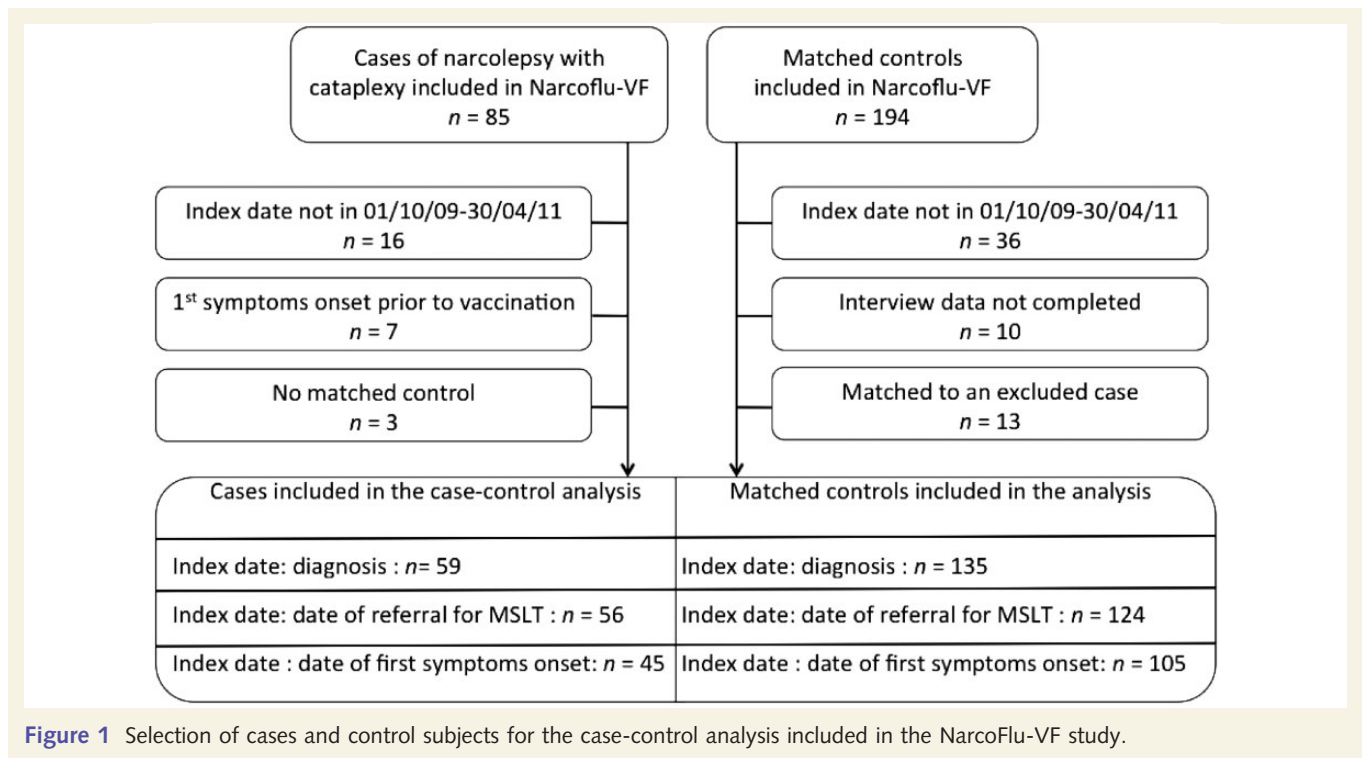 Cases of narcolepsy with
cataplexy included in Narcoflu-VF
n = 85
Matched controls
included in Narcoflu-VF
n = 194
Index date not in 01/10/09-30/04/11
n = 16
Index date not in 01/10/09-30/04/11
n = 36
1st symptoms onset prior to vaccination
n = 7
Interview data not completed
n = 10
No matched control
n = 3
Matched to an excluded case
n = 13
Cases included in the case-control analysis
Matched controls included in the analysis
Index date: diagnosis : n= 59
Index date: diagnosis : n = 135
Index date: date of referral for MSLT : n = 56
Index date: date of referral for MSLT : n = 124
Index date : date of first symptoms onset: n = 45
Index date : date of first symptoms onset: n = 105
Figure 1 Selection of cases and control subjects for the case-control analysis included in the NarcoFlu-VF study.